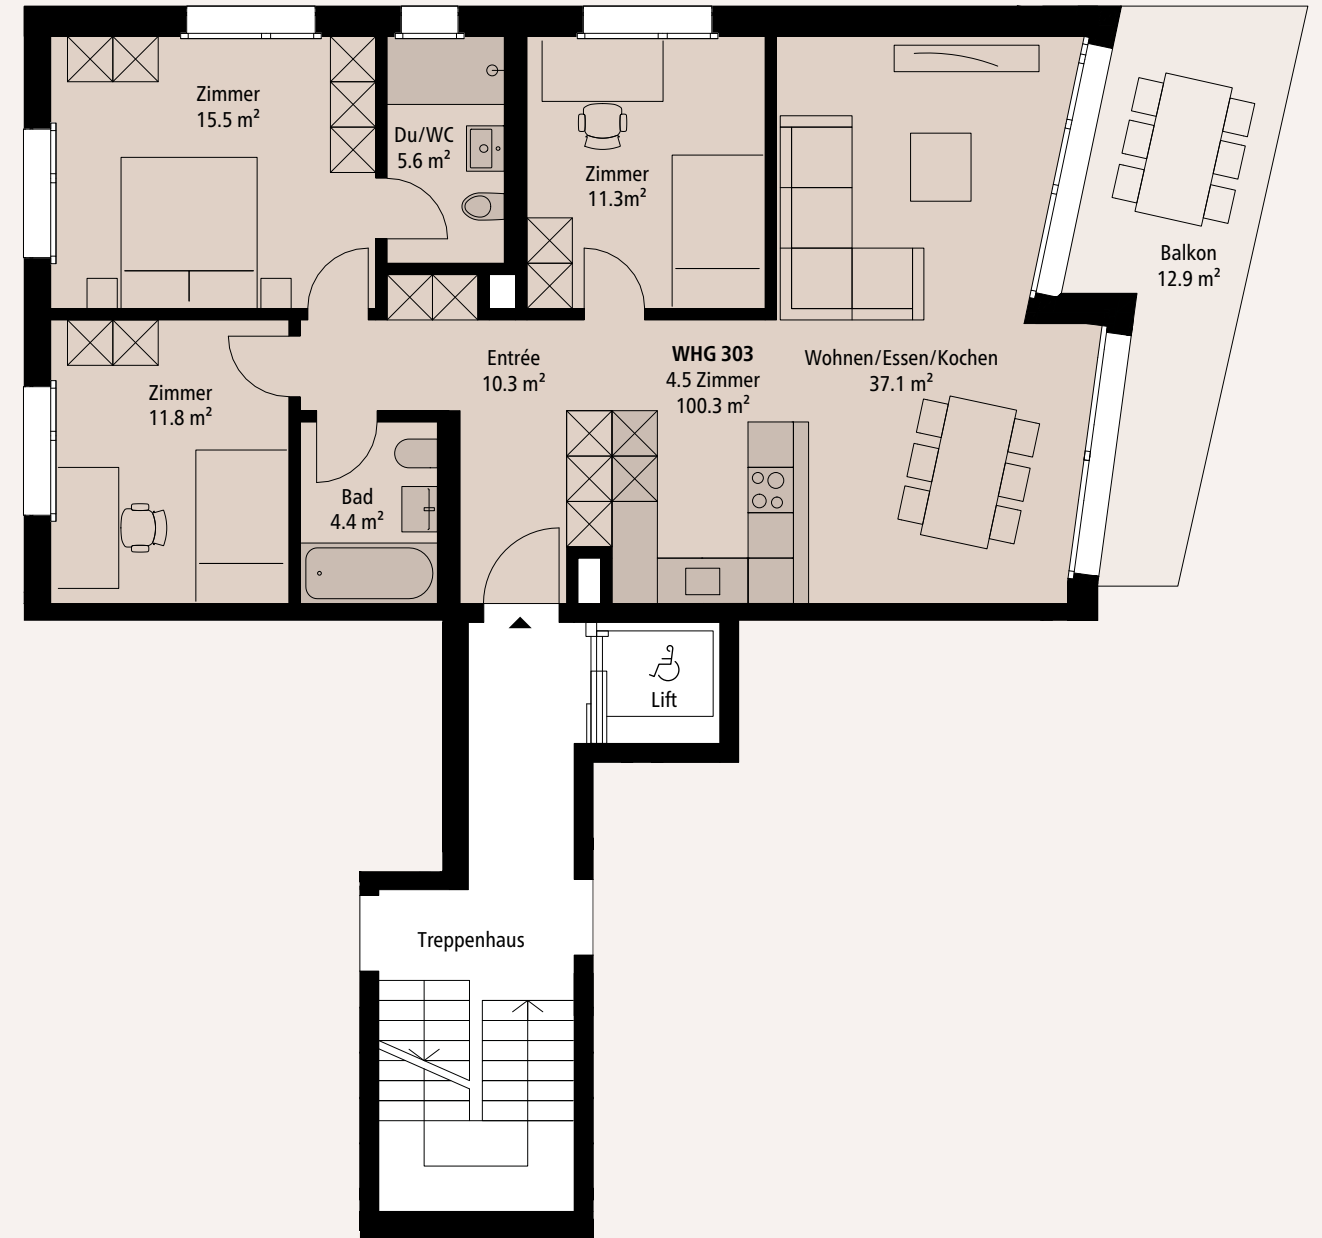 Zimmer
15.5 m²
Du/WC
5.6 m²
Zimmer
11.3m²
Balkon
12.9 m²
Zimmer
11.8 m²
Entrée
10.3 m²
WHG 303
4.5 Zimmer
100.3 m²
Wohnen/Essen/Kochen
37.1 m²
Bad
4.4 m²
Lift
Treppenhaus